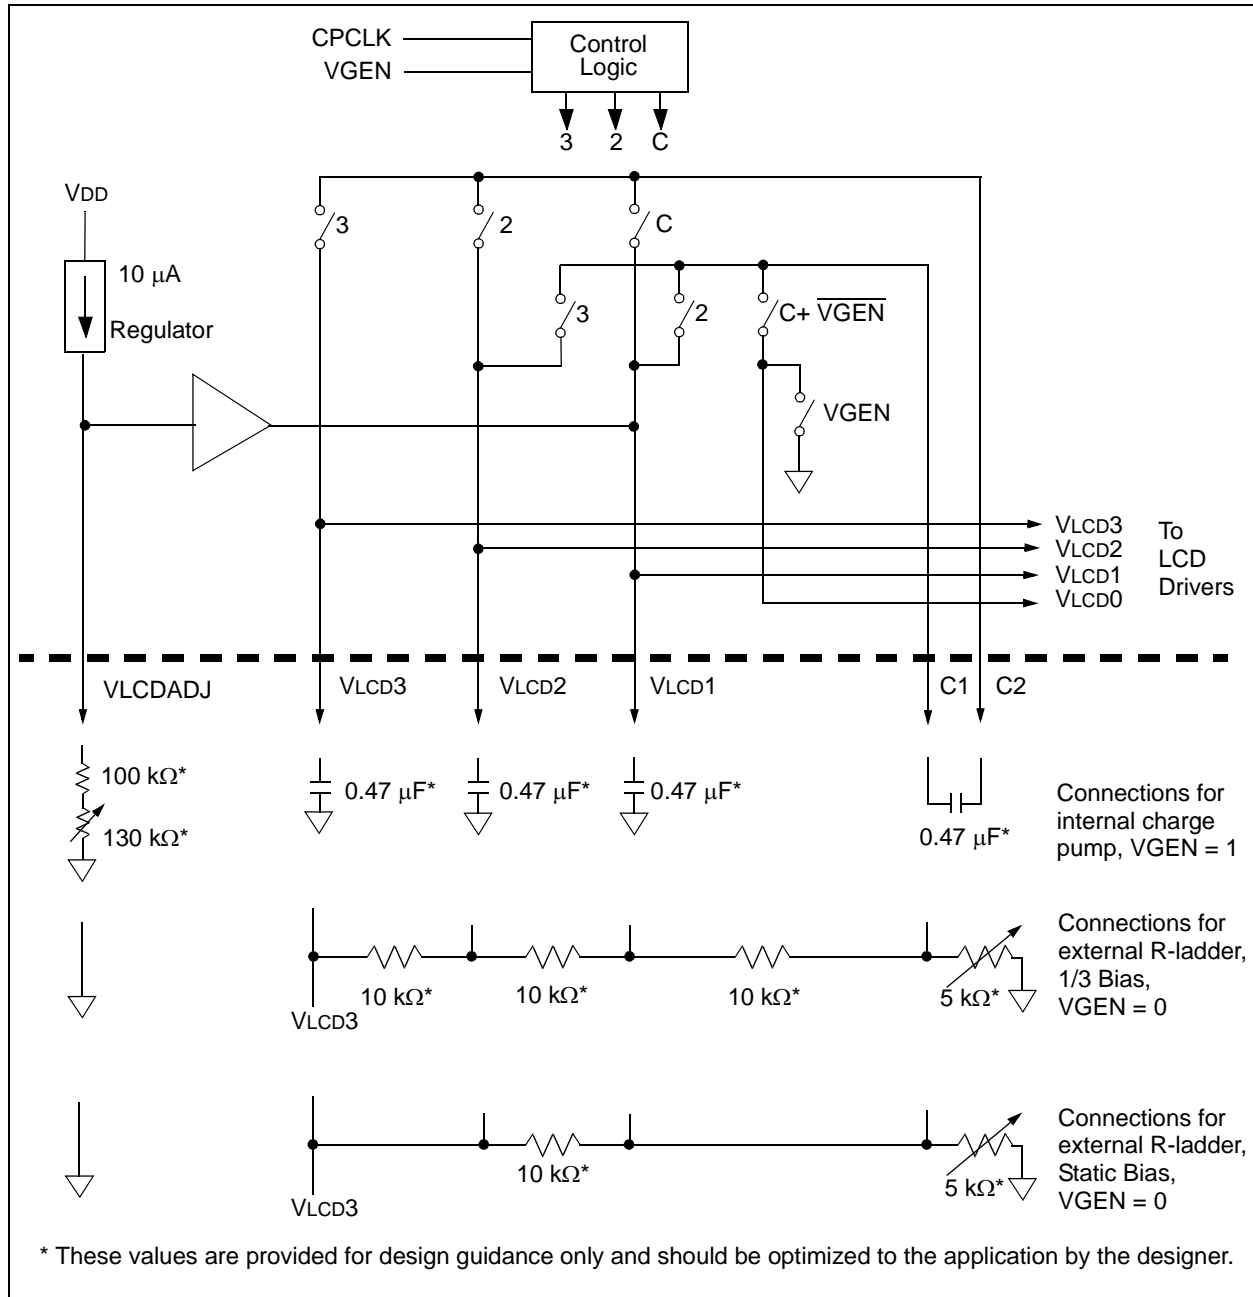 CPCLK
VGEN
Control
Logic
3 2 C
VDD
3
2
C
10 μA
Regulator
3
2
C+ V̅G̅E̅N̅
VGEN
VLCD3
VLCD2
VLCD1
VLCD0
To
LCD
Drivers
VLCDADJ
VLCD3
VLCD2
VLCD1
C1
C2
100 kΩ*
130 kΩ*
0.47 μF*
0.47 μF*
0.47 μF*
0.47 μF*
Connections for
internal charge
pump, VGEN = 1
10 kΩ*
10 kΩ*
10 kΩ*
5 kΩ*
VLCD3
Connections for
external R-ladder,
1/3 Bias,
VGEN = 0
10 kΩ*
5 kΩ*
VLCD3
Connections for
external R-ladder,
Static Bias,
VGEN = 0
* These values are provided for design guidance only and should be optimized to the application by the designer.